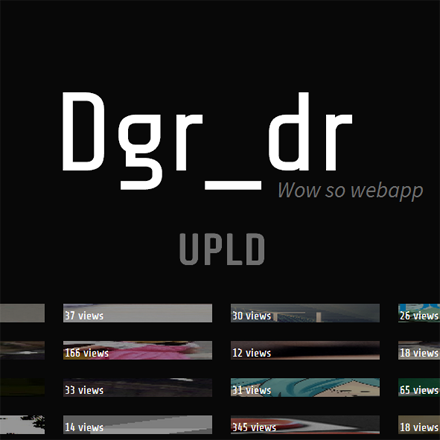 Dgr_dr
Wow so webapp
UPLD
37 views
30 views
26 views
166 views
12 views
18 views
33 views
31 views
65 views
14 views
345 views
18 views